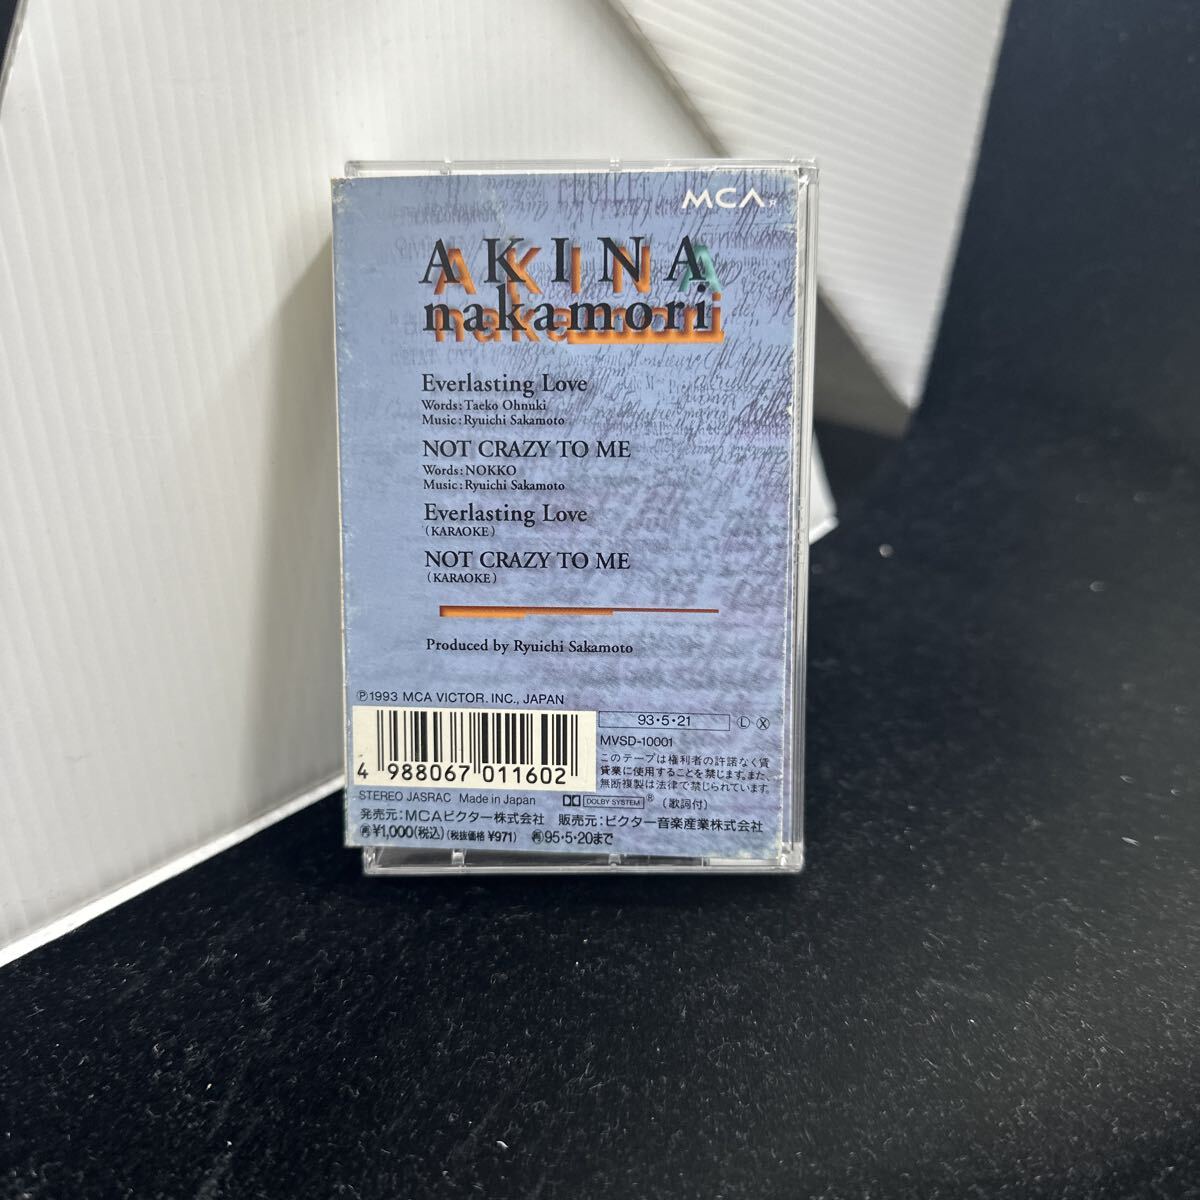 MCA R
AKINA
nakamori
Everlasting Love
Words:Taeko Ohnuki
Music:Ryuichi Sakamoto
NOT CRAZY TO ME
Words:NOKKO
Music:Ryuichi Sakamoto
Everlasting Love
(KARAOKE)
NOT CRAZY TO ME
(KARAOKE)
Produced by Ryuichi Sakamoto
Ⓟ1993 MCA VICTOR. INC., JAPAN
93・5・21 Ⓛ Ⓧ
MVSD-10001
このテープは権利者の許諾なく賃
貸業に使用することを禁じます。また、
無断複製は法律で禁じられています。
4 988067 011602
STEREO JASRAC Made in Japan DOLBY SYSTEM ® (歌詞付)
発売元:MCAビクター株式会社 販売元:ビクター音楽産業株式会社
㊢¥1,000(税込)(税抜価格 ¥971) ㊢95・5・20まで